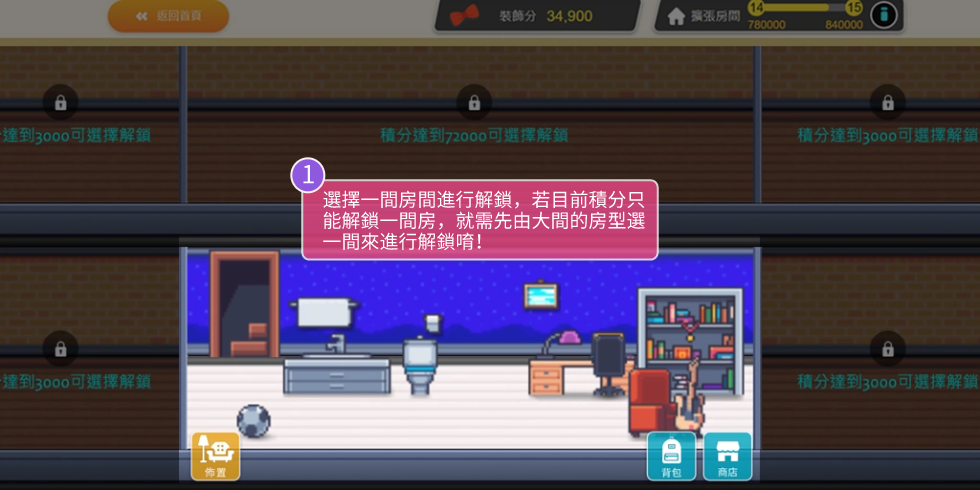 返回首頁
裝飾分 34,900
擴張房間
14
15
780000
840000
達到3000可選擇解鎖
積分達到72000可選擇解鎖
積分達到3000可選擇解鎖
1
選擇一間房間進行解鎖，若目前積分只
能解鎖一間房，就需先由大間的房型選
一間來進行解鎖唷！
達到3000可選擇解鎖
積分達到3000可選擇解鎖
佈置
背包
商店